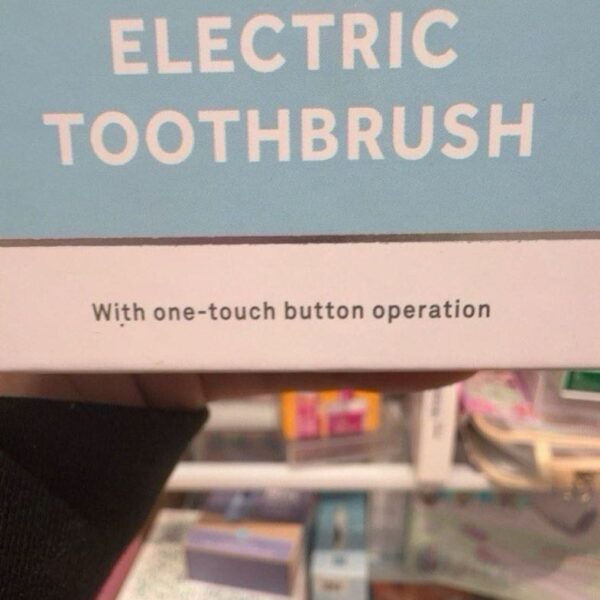 ELECTRIC
TOOTHBRUSH
With one-touch button operation